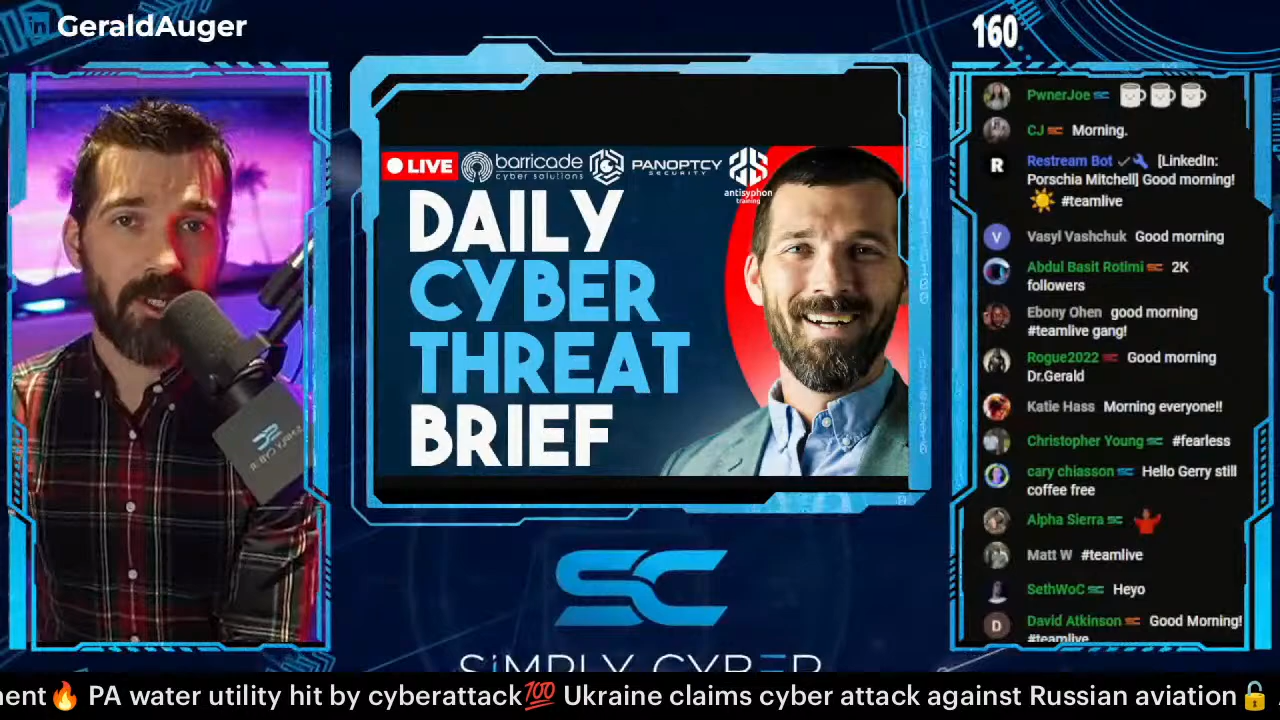 in GeraldAuger
160
LIVE
barricade
cyber solutions
PANOPTCY
SECURITY
antisyphon
training
DAILY
CYBER
THREAT
BRIEF
SC
SIMPLY CYBER
PwnerJoe
CJ Morning.
R Restream Bot [LinkedIn:
Porschia Mitchell] Good morning!
#teamlive
V Vasyl Vashchuk Good morning
Abdul Basit Rotimi 2K
followers
Ebony Ohen good morning
#teamlive gang!
Rogue2022 Good morning
Dr.Gerald
Katie Hass Morning everyone!!
Christopher Young #fearless
cary chiasson Hello Gerry still
coffee free
Alpha Sierra
Matt W #teamlive
SethWoC Heyo
D David Atkinson Good Morning!
#teamlive
nent🔥 PA water utility hit by cyberattack💯 Ukraine claims cyber attack against Russian aviation🔓